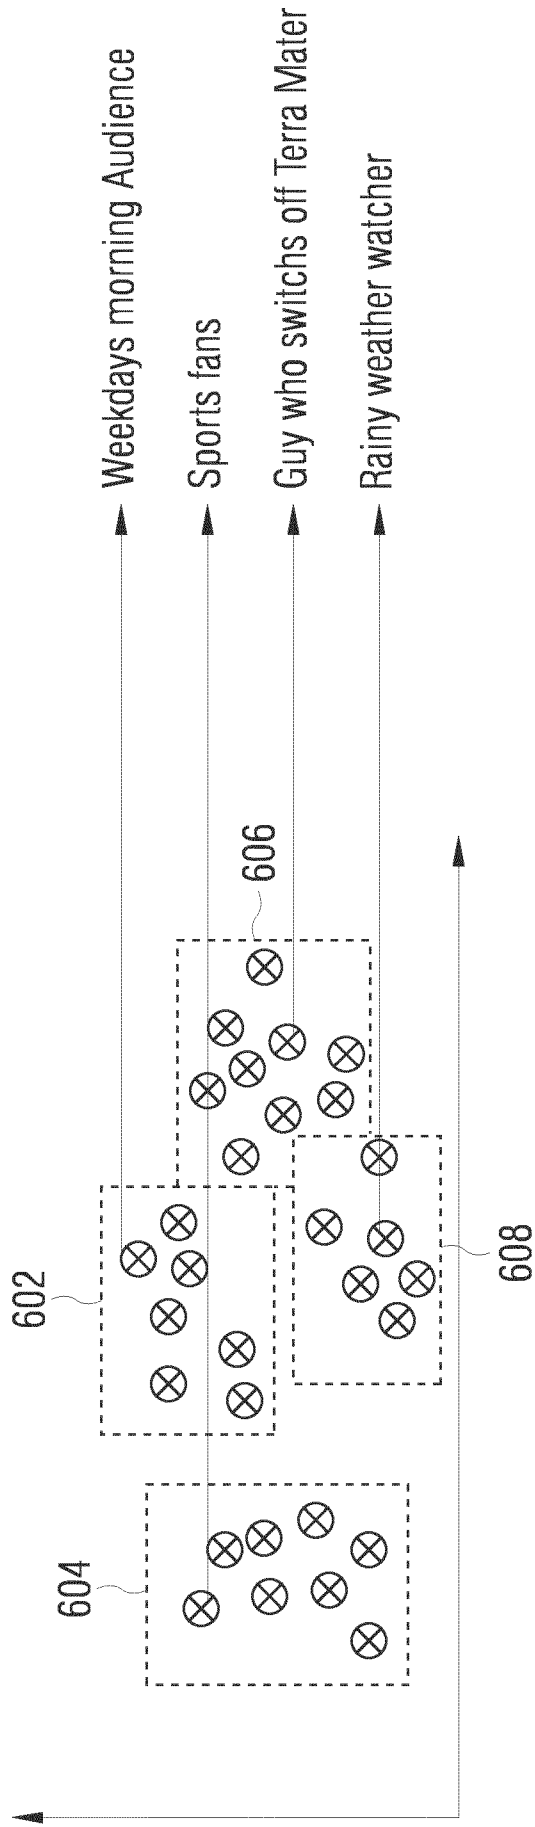 Weekdays morning Audience
Sports fans
Guy who switchs off Terra Mater
Rainy weather watcher
606
602
608
604